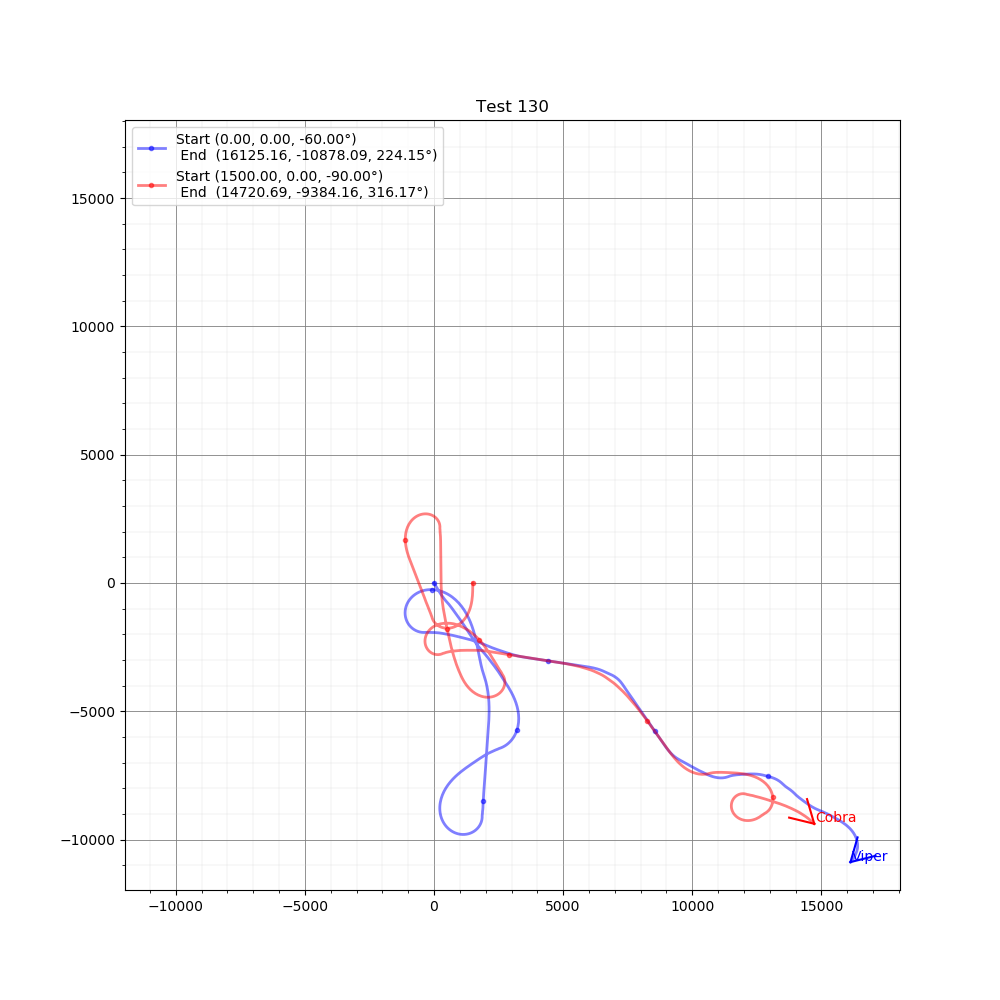 Test 130
Start (0.00, 0.00, -60.00°)
End (16125.16, -10878.09, 224.15°)
Start (1500.00, 0.00, -90.00°)
End (14720.69, -9384.16, 316.17°)
15000
10000
5000
0
−5000
−10000
Cobra
Viper
−10000
−5000
0
5000
10000
15000